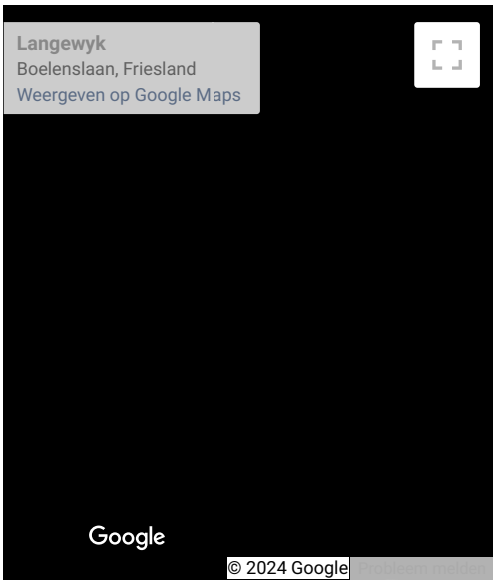 Langewyk
Boelenslaan, Friesland
Weergeven op Google Maps
Google
© 2024 Google
Probleem melden